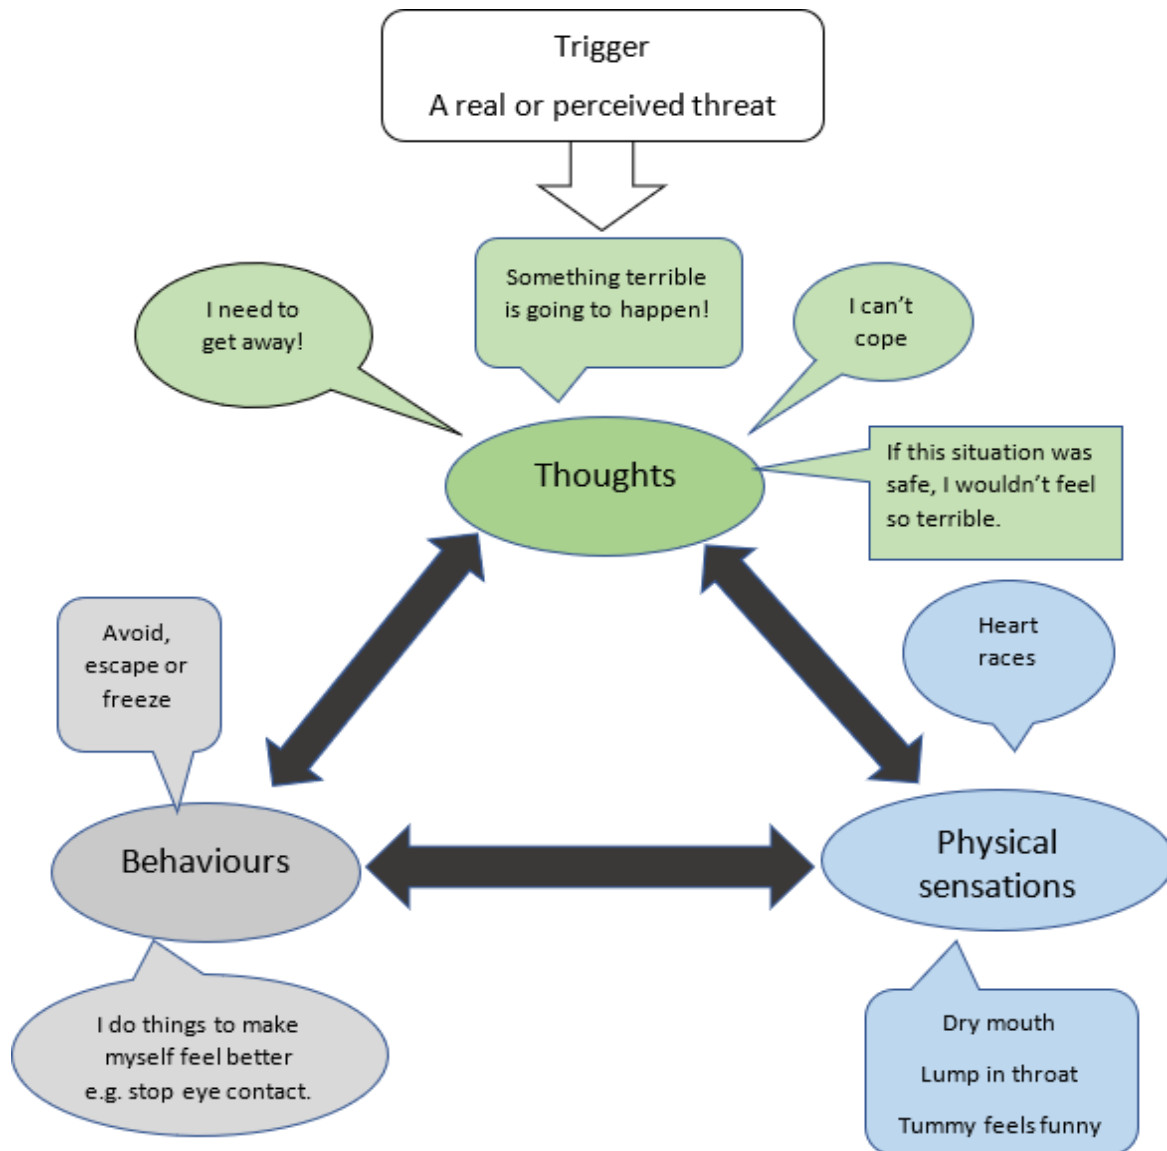 Trigger
A real or perceived threat
I need to
get away!
Something terrible
is going to happen!
I can’t
cope
Thoughts
If this situation was
safe, I wouldn’t feel
so terrible.
Avoid,
escape or
freeze
Heart
races
Behaviours
Physical
sensations
I do things to make
myself feel better
e.g. stop eye contact.
Dry mouth
Lump in throat
Tummy feels funny